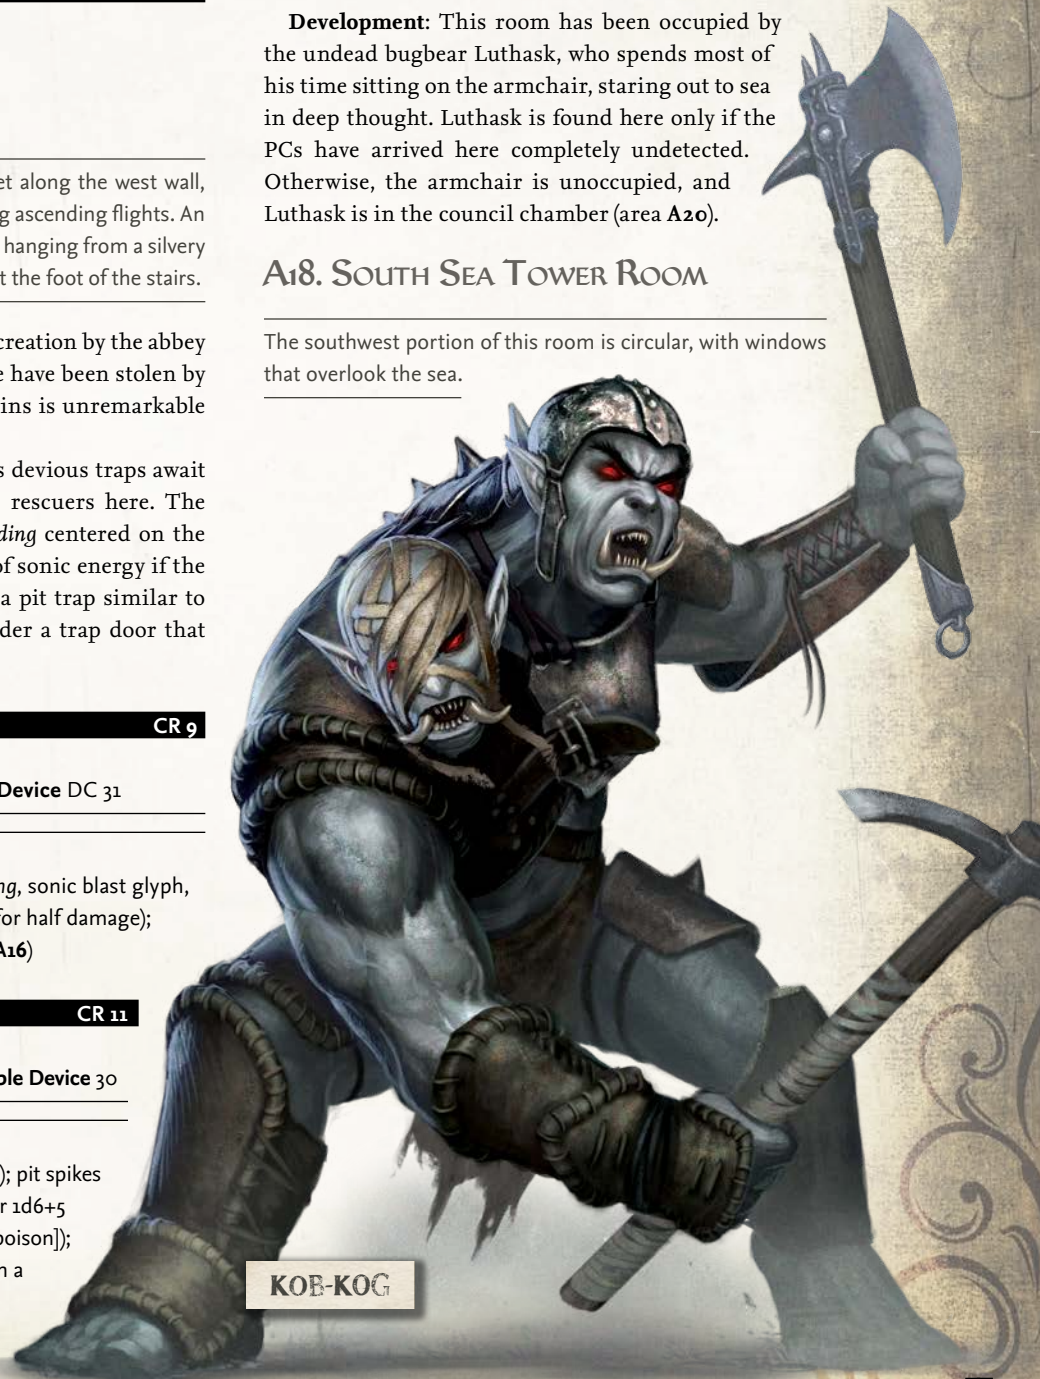 et along the west wall,
g ascending flights. An
hanging from a silvery
t the foot of the stairs.
creation by the abbey
e have been stolen by
ins is unremarkable
s devious traps await
rescuers here. The
ding centered on the
of sonic energy if the
a pit trap similar to
der a trap door that
CR 9
Device DC 31
ng, sonic blast glyph,
for half damage);
A16)
CR 11
ble Device 30
); pit spikes
r 1d6+5
poison]);
n a
Development: This room has been occupied by
the undead bugbear Luthask, who spends most of
his time sitting on the armchair, staring out to sea
in deep thought. Luthask is found here only if the
PCs have arrived here completely undetected.
Otherwise, the armchair is unoccupied, and
Luthask is in the council chamber (area A20).
A18. South Sea Tower Room
The southwest portion of this room is circular, with windows
that overlook the sea.
KOB-KOG